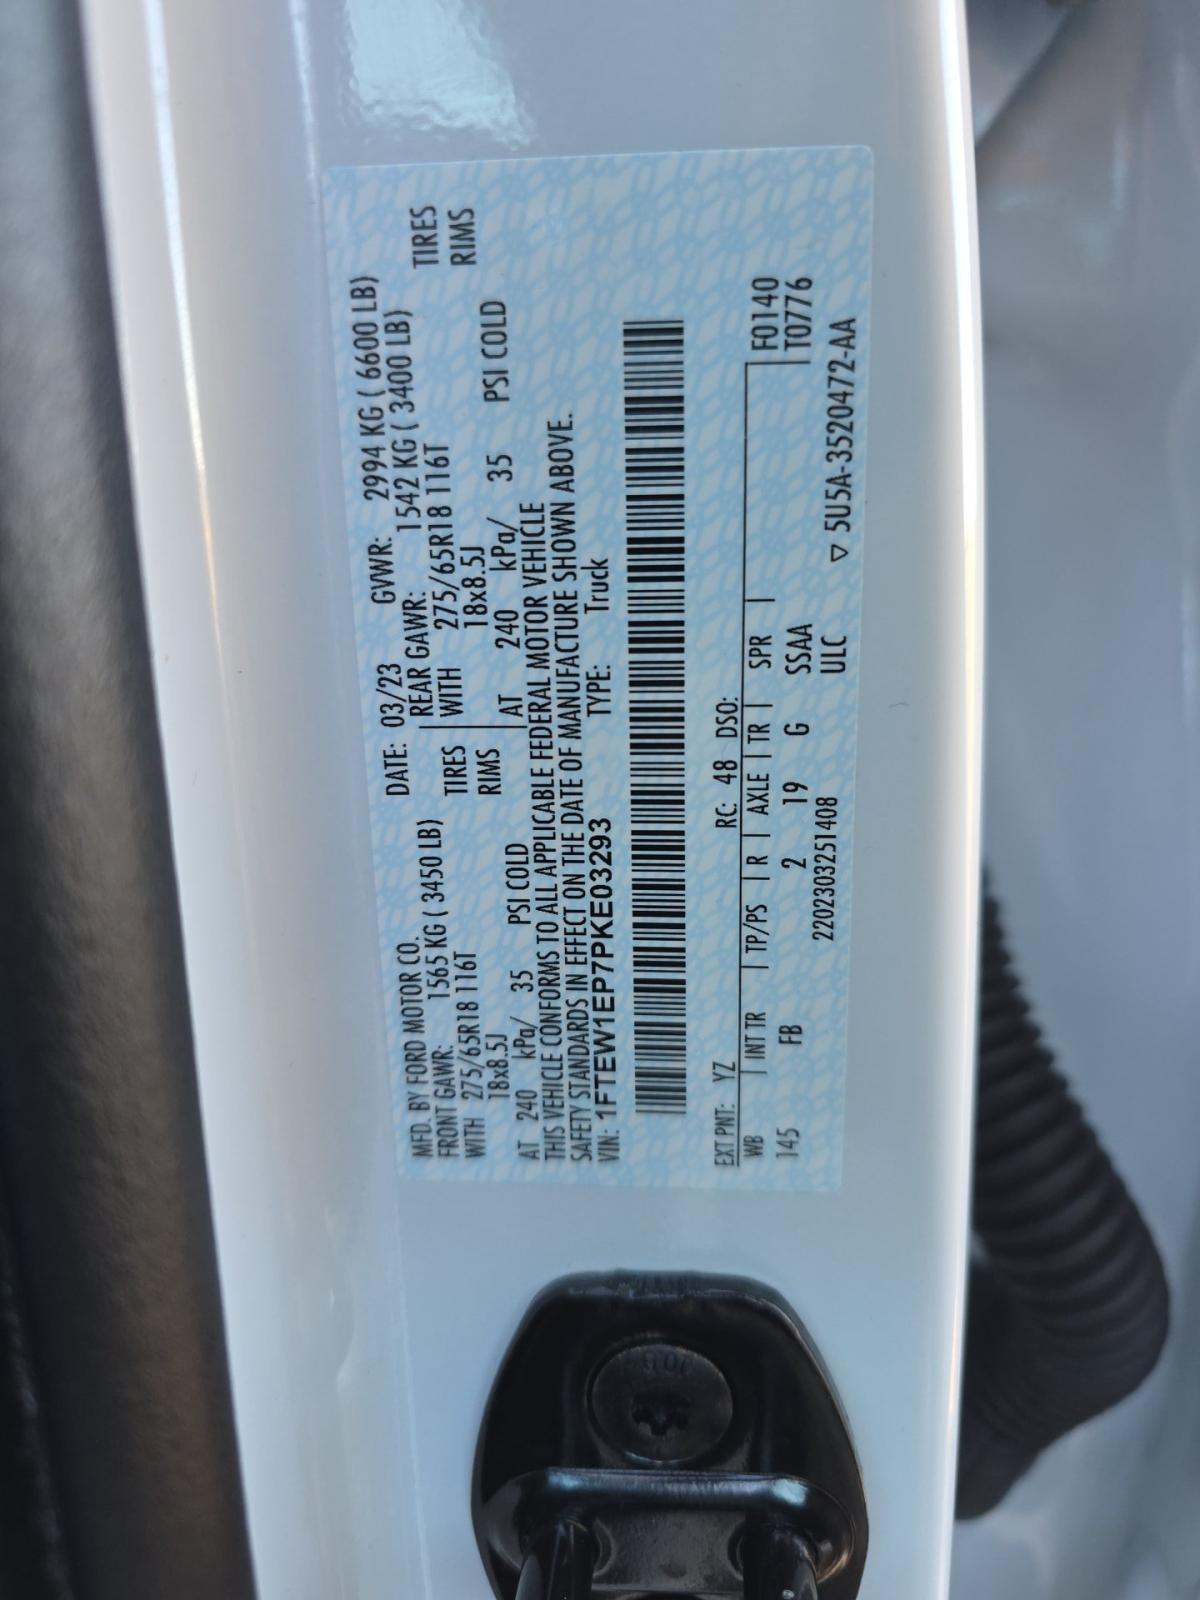 MFD. BY FORD MOTOR CO. DATE: 03/23 GVWR: 2994 KG ( 6600 LB)
FRONT GAWR: 1565 KG ( 3450 LB) REAR GAWR: 1542 KG ( 3400 LB)
WITH 275/65R18 116T TIRES WITH 275/65R18 116T TIRES
18x8.5J RIMS 18x8.5J RIMS
AT 240 kPa/ 35 PSI COLD AT 240 kPa/ 35 PSI COLD
THIS VEHICLE CONFORMS TO ALL APPLICABLE FEDERAL MOTOR VEHICLE
SAFETY STANDARDS IN EFFECT ON THE DATE OF MANUFACTURE SHOWN ABOVE.
VIN: 1FTEW1EP7PKE03293 TYPE: Truck
EXT PNT: YZ RC: 48 DSO:
WB | INT TR | TP/PS | R | AXLE | TR | SPR | F0140
145 FB 2 19 G SSAA T0776
2202303251408 ULC
▽ 5U5A-3520472-AA